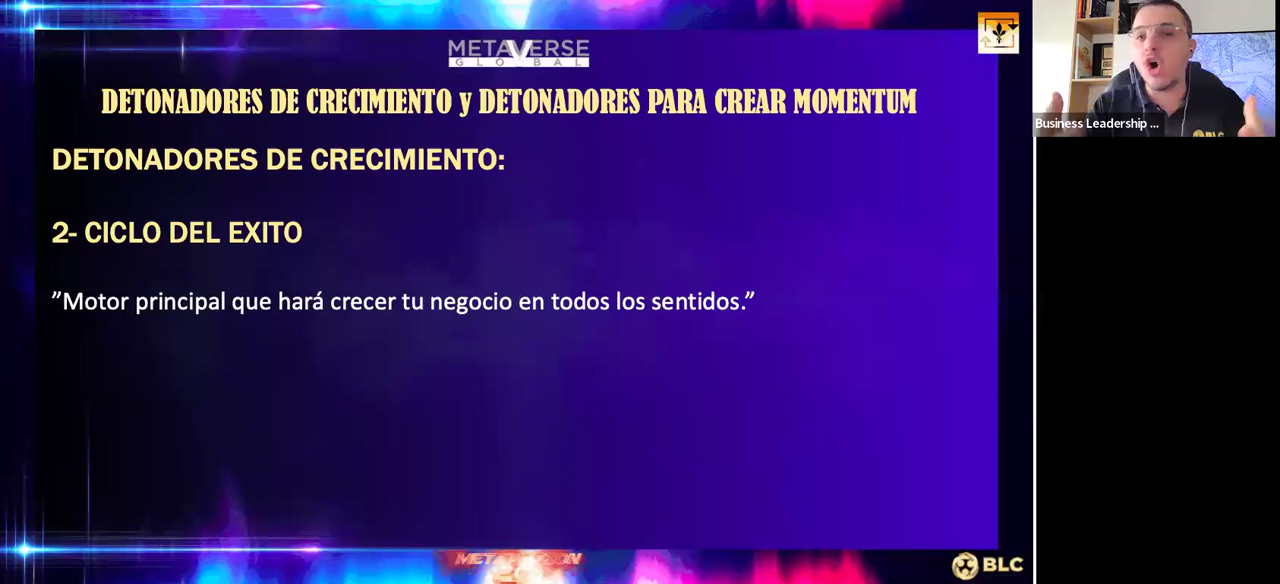 METAVERSE
GLOBAL
DETONADORES DE CRECIMIENTO y DETONADORES PARA CREAR MOMENTUM
DETONADORES DE CRECIMIENTO:
2- CICLO DEL EXITO
”Motor principal que hará crecer tu negocio en todos los sentidos.”
Business Leadership ...
BLC
BLC